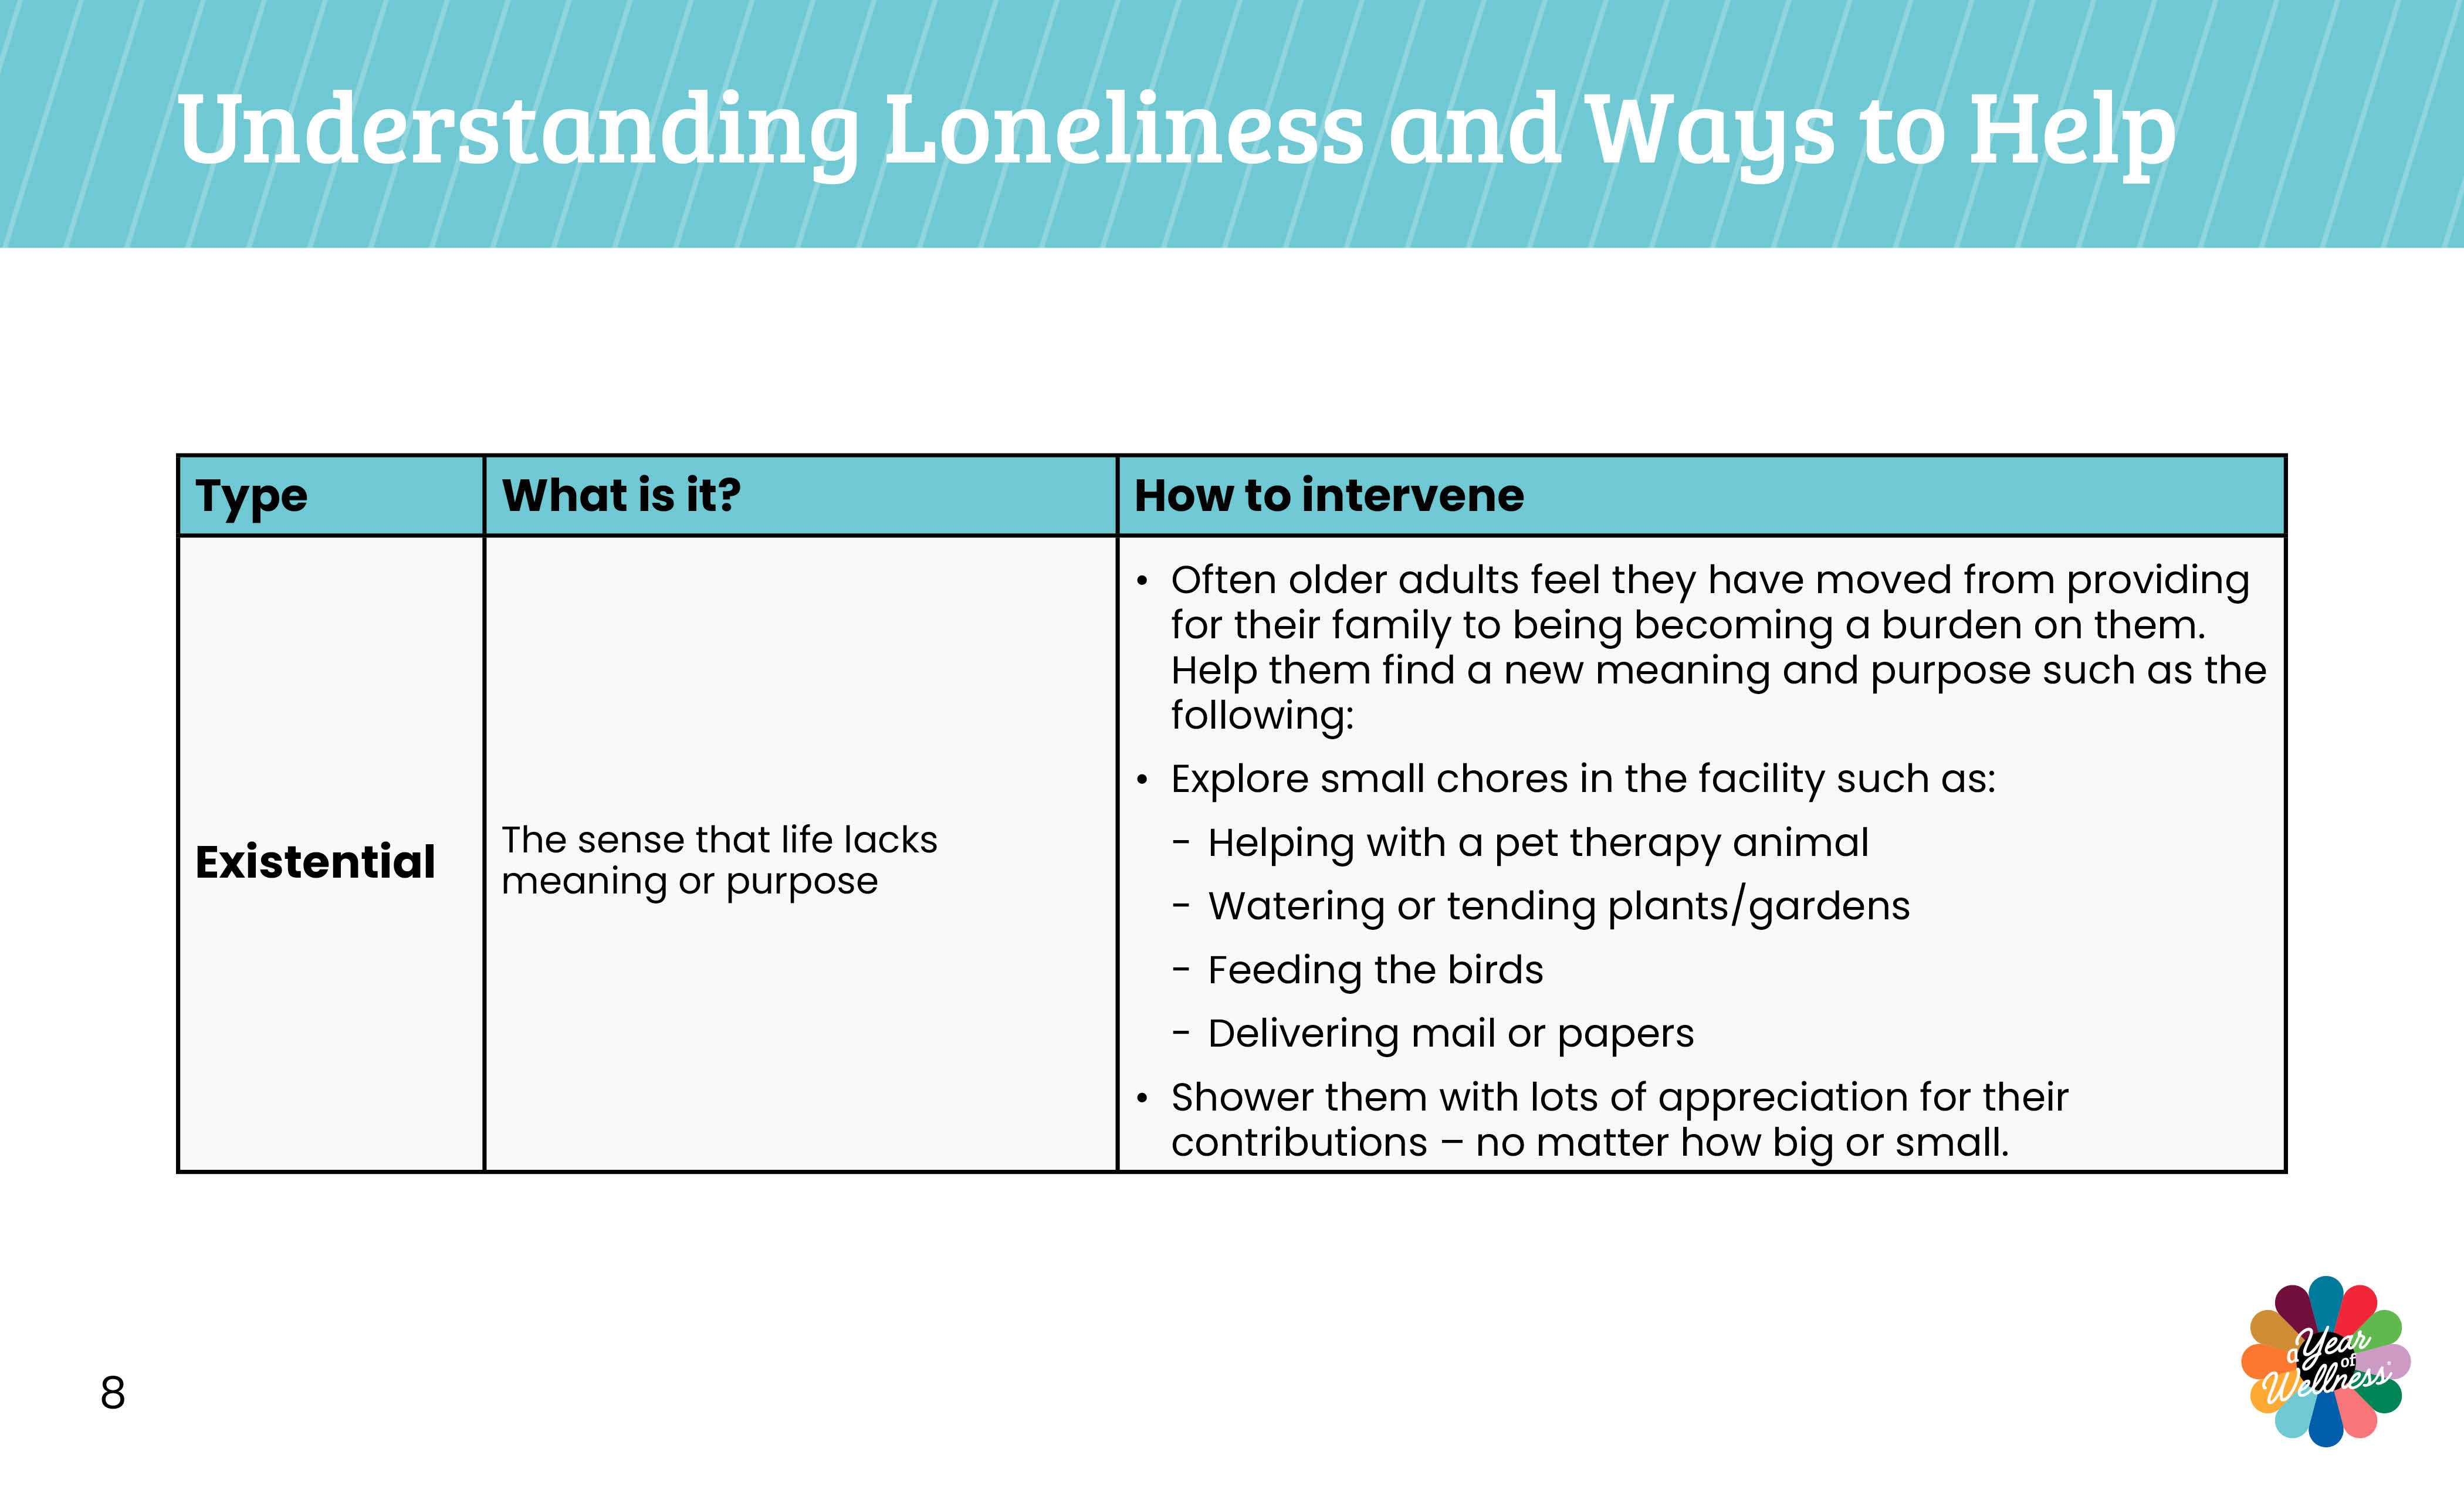 Understanding Loneliness and Ways to Help
Type
What is it?
How to intervene
Existential
The sense that life lacks
meaning or purpose
• Often older adults feel they have moved from providing
for their family to being becoming a burden on them.
Help them find a new meaning and purpose such as the
following:
• Explore small chores in the facility such as:
- Helping with a pet therapy animal
- Watering or tending plants/gardens
- Feeding the birds
- Delivering mail or papers
• Shower them with lots of appreciation for their
contributions – no matter how big or small.
8
a Year
of
Wellness